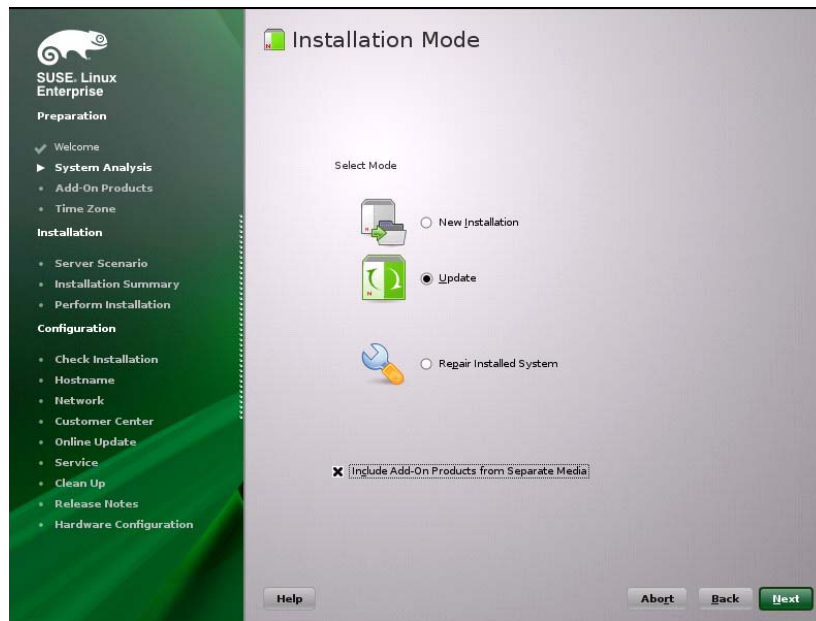 SUSE. Linux
Enterprise
Preparation
Welcome
System Analysis
Add-On Products
Time Zone
Installation
Server Scenario
Installation Summary
Perform Installation
Configuration
Check Installation
Hostname
Network
Customer Center
Online Update
Service
Clean Up
Release Notes
Hardware Configuration
Installation Mode
Select Mode
New Installation
Update
Repair Installed System
Include Add-On Products from Separate Media
Help
Abort
Back
Next